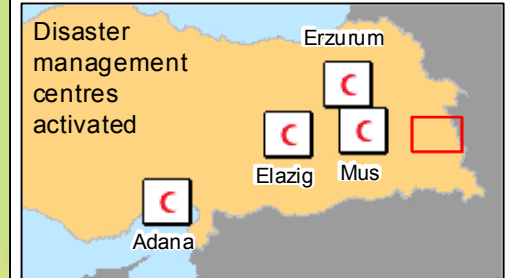 Disaster
management
centres
activated
Erzurum
Elazig
Mus
Adana